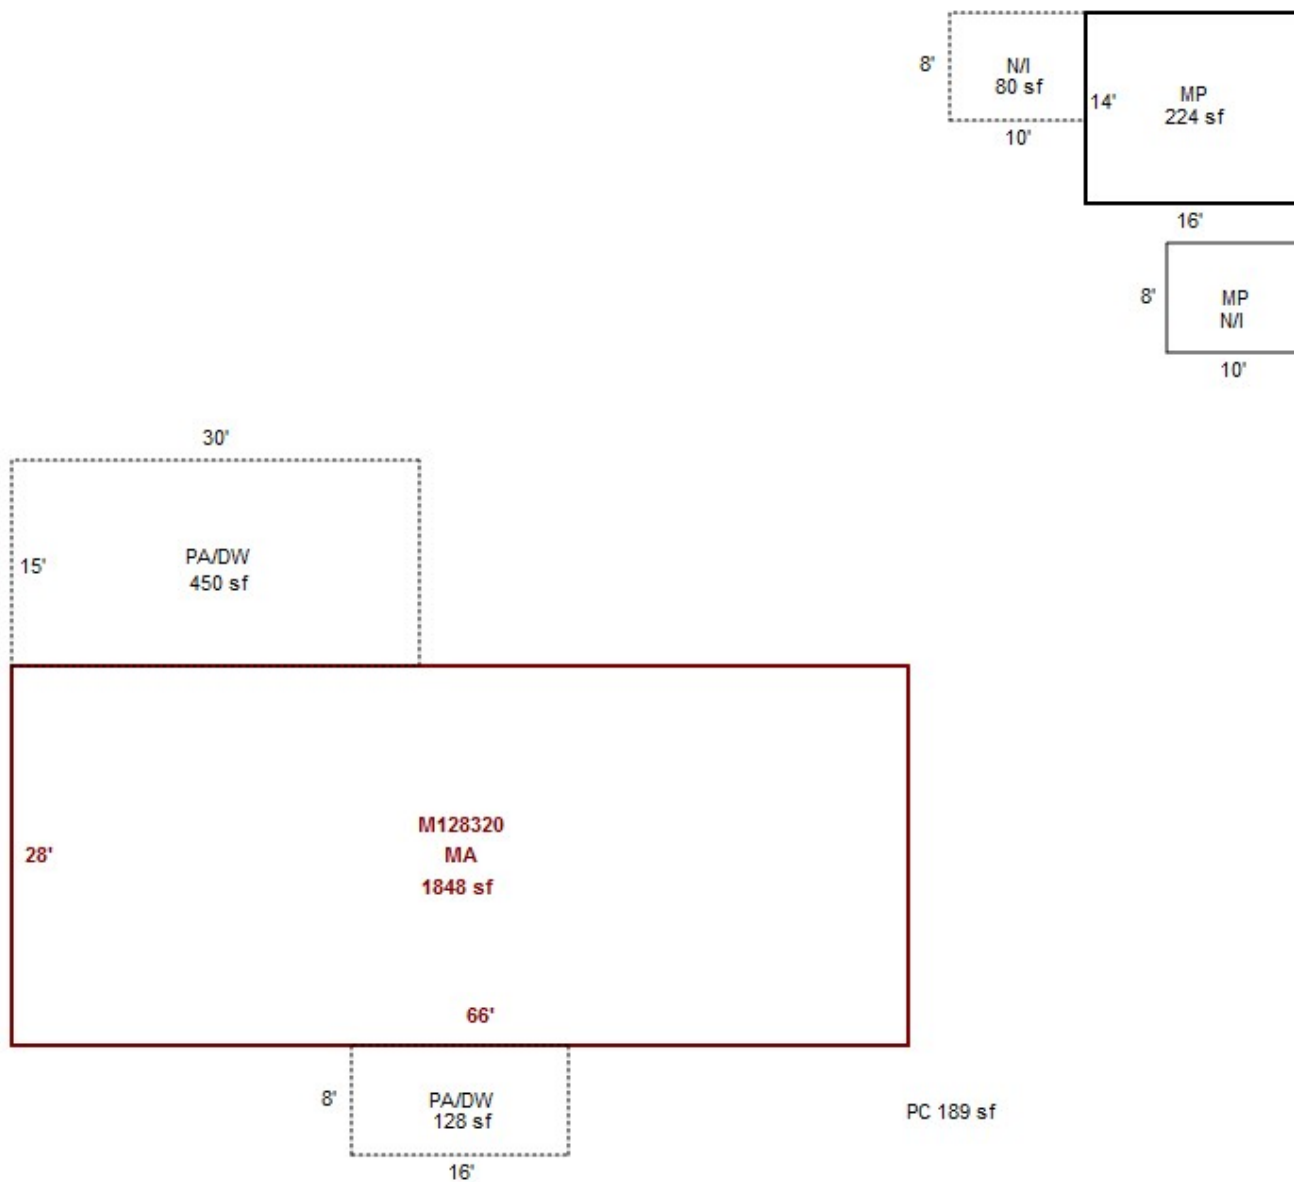 8'
N/I
80 sf
10'
14'
MP
224 sf
16'
8'
MP
N/I
10'
30'
15'
PA/DW
450 sf
28'
M128320
MA
1848 sf
66'
8'
PA/DW
128 sf
16'
PC 189 sf